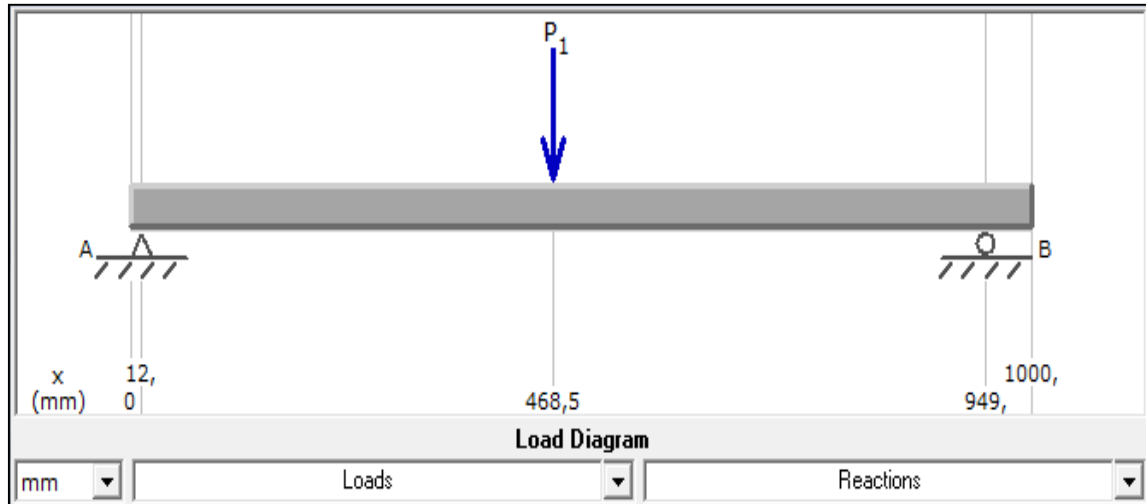 P1
A
B
x
12,
1000,
(mm)
0
468,5
949,
Load Diagram
mm
Loads
Reactions